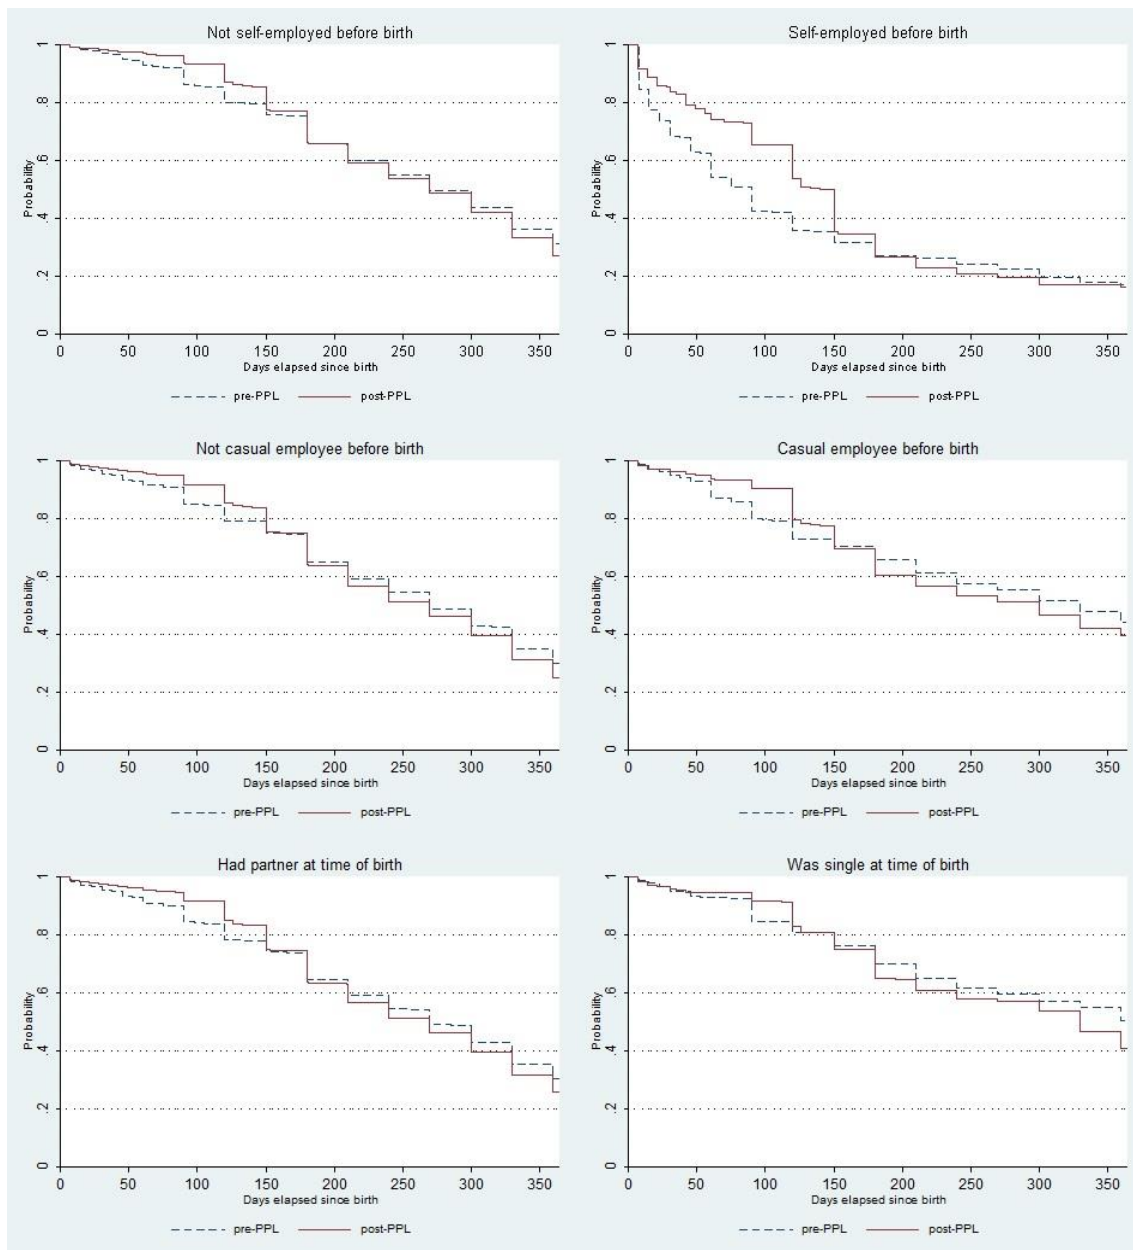 Not self-employed before birth
Probability
1
.8
.6
.4
.2
0
0 50 100 150 200 250 300 350
Days elapsed since birth
pre-PPL post-PPL
Self-employed before birth
Probability
1
.8
.6
.4
.2
0
0 50 100 150 200 250 300 350
Days elapsed since birth
pre-PPL post-PPL
Not casual employee before birth
Probability
1
.8
.6
.4
.2
0
0 50 100 150 200 250 300 350
Days elapsed since birth
pre-PPL post-PPL
Casual employee before birth
Probability
1
.8
.6
.4
.2
0
0 50 100 150 200 250 300 350
Days elapsed since birth
pre-PPL post-PPL
Had partner at time of birth
Probability
1
.8
.6
.4
.2
0
0 50 100 150 200 250 300 350
Days elapsed since birth
pre-PPL post-PPL
Was single at time of birth
Probability
1
.8
.6
.4
.2
0
0 50 100 150 200 250 300 350
Days elapsed since birth
pre-PPL post-PPL